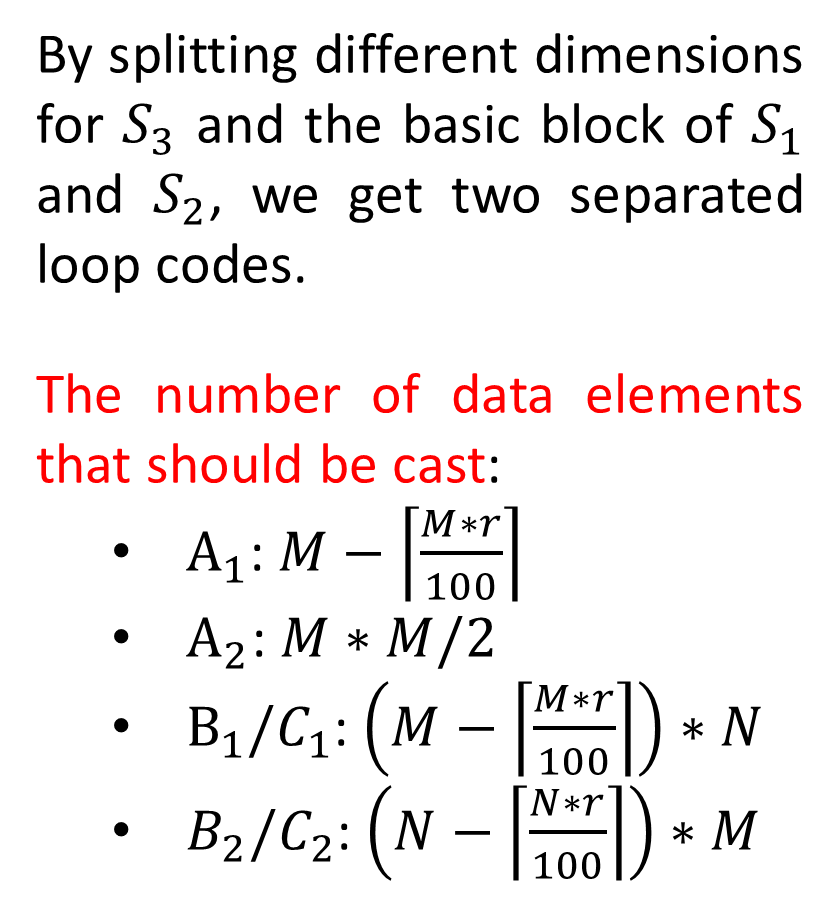 By splitting different dimensions
for S₃ and the basic block of S₁
and S₂, we get two separated
loop codes.
The number of data elements
that should be cast:
• A₁: M − ⌈M∗r/100⌉
• A₂: M ∗ M/2
• B₁/C₁: (M − ⌈M∗r/100⌉) ∗ N
• B₂/C₂: (N − ⌈N∗r/100⌉) ∗ M